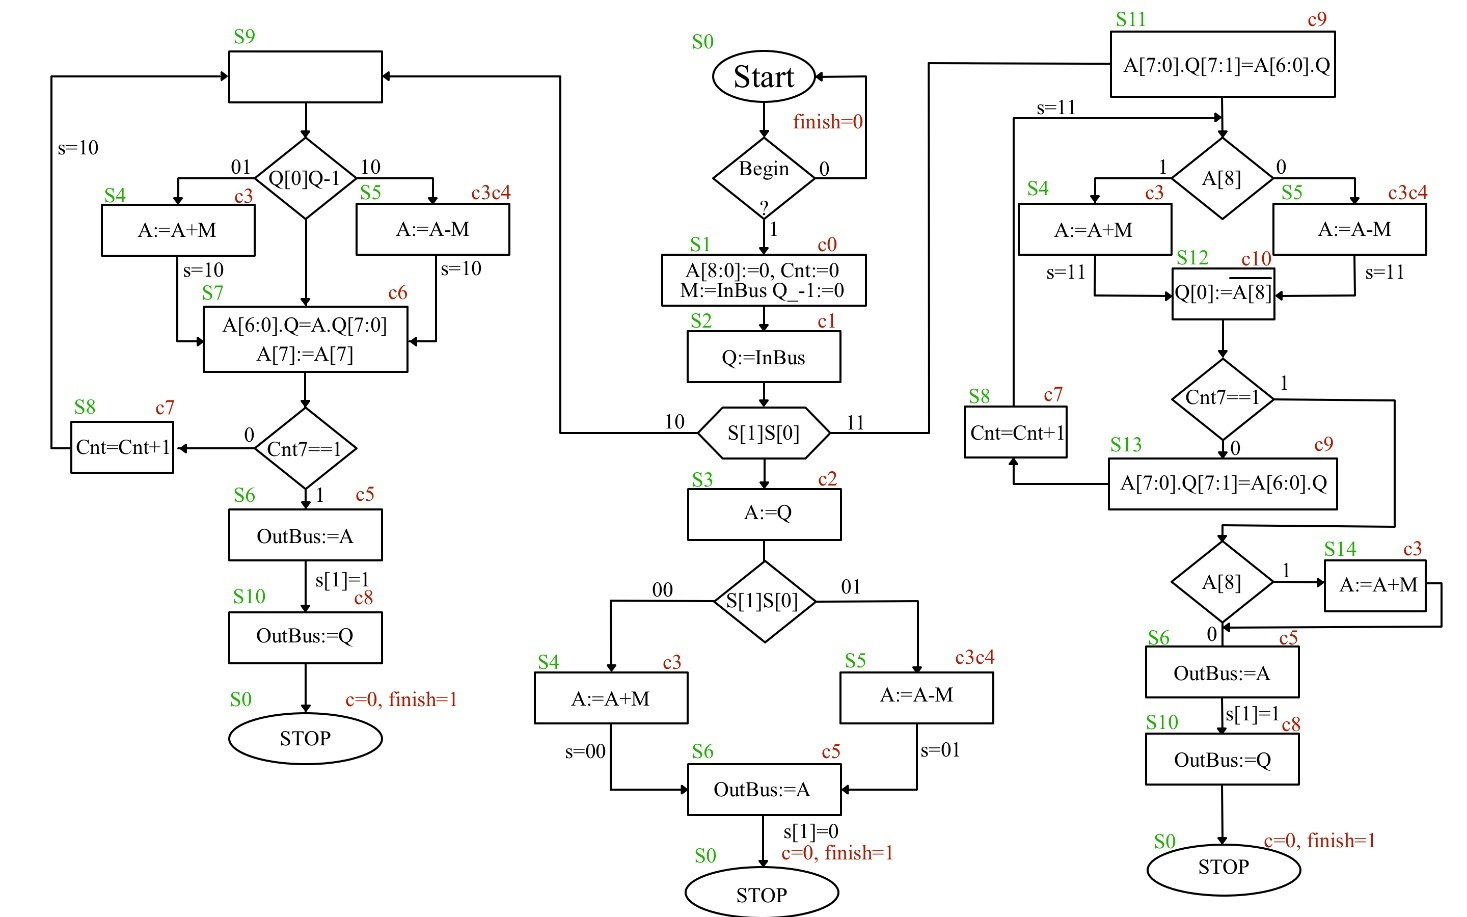 S9
s=10
01
Q[0]Q-1
10
S4
c3
A:=A+M
s=10
S5
c3c4
A:=A-M
s=10
S7
c6
A[6:0].Q=A.Q[7:0]
A[7]:=A[7]
S8
c7
Cnt=Cnt+1
0
Cnt7==1
1
S6
c5
OutBus:=A
s[1]=1
S10
c8
OutBus:=Q
S0
c=0, finish=1
STOP
S0
Start
finish=0
Begin
?
0
1
S1
c0
A[8:0]:=0, Cnt:=0
M:=InBus Q_-1:=0
S2
c1
Q:=InBus
10
S[1]S[0]
11
S3
c2
A:=Q
00
S[1]S[0]
01
S4
c3
A:=A+M
s=00
S5
c3c4
A:=A-M
s=01
S6
c5
OutBus:=A
s[1]=0
S0
c=0, finish=1
STOP
S11
c9
A[7:0].Q[7:1]=A[6:0].Q
s=11
1
A[8]
0
S4
c3
A:=A+M
s=11
S5
c3c4
A:=A-M
s=11
S12
c10
Q[0]:=A[8]
Cnt7==1
1
0
S8
c7
Cnt=Cnt+1
S13
c9
A[7:0].Q[7:1]=A[6:0].Q
A[8]
1
0
S14
c3
A:=A+M
S6
c5
OutBus:=A
s[1]=1
S10
c8
OutBus:=Q
S0
c=0, finish=1
STOP